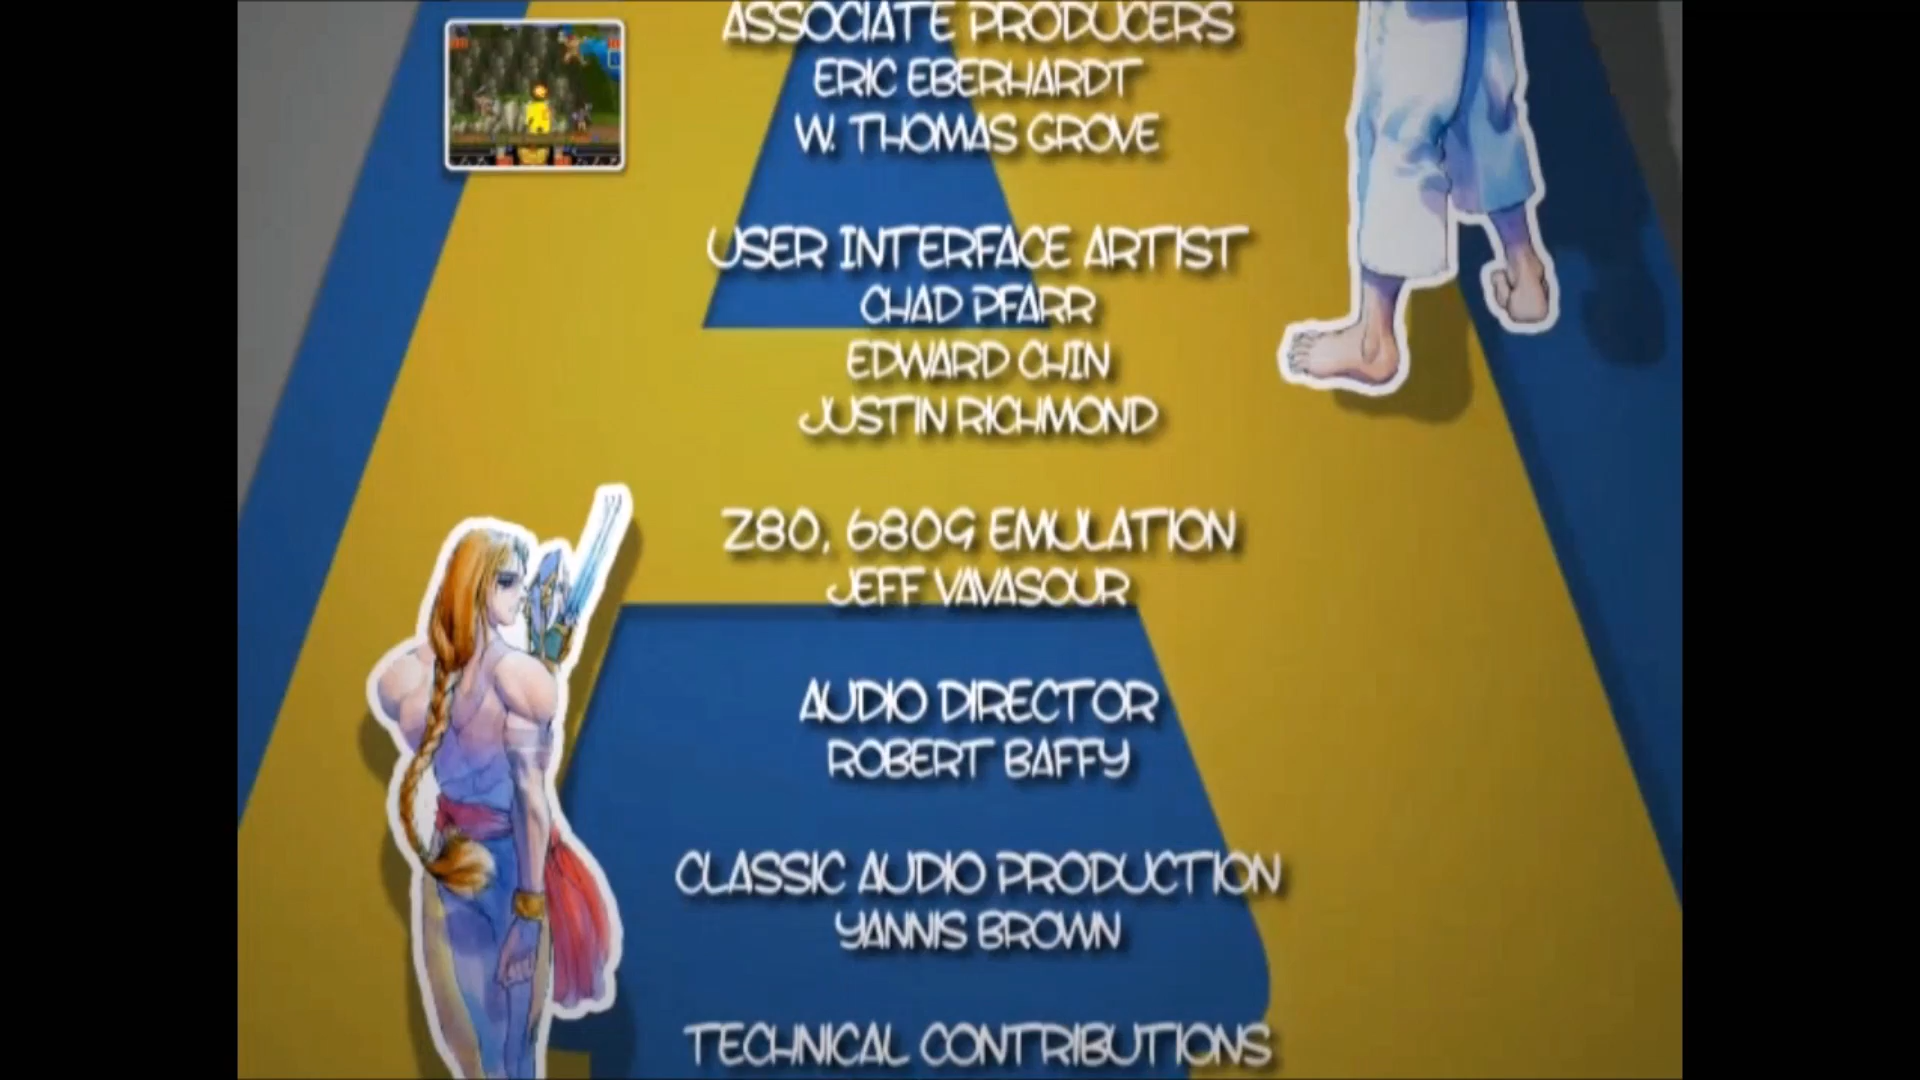 ASSOCIATE PRODUCERS
ERIC EBERHARDT
W. THOMAS GROVE
USER INTERFACE ARTIST
CHAD PFARR
EDWARD CHIN
JUSTIN RICHMOND
Z80, 6809 EMULATION
JEFF VAVASOUR
AUDIO DIRECTOR
ROBERT BAFFY
CLASSIC AUDIO PRODUCTION
YANNIS BROWN
TECHNICAL CONTRIBUTIONS